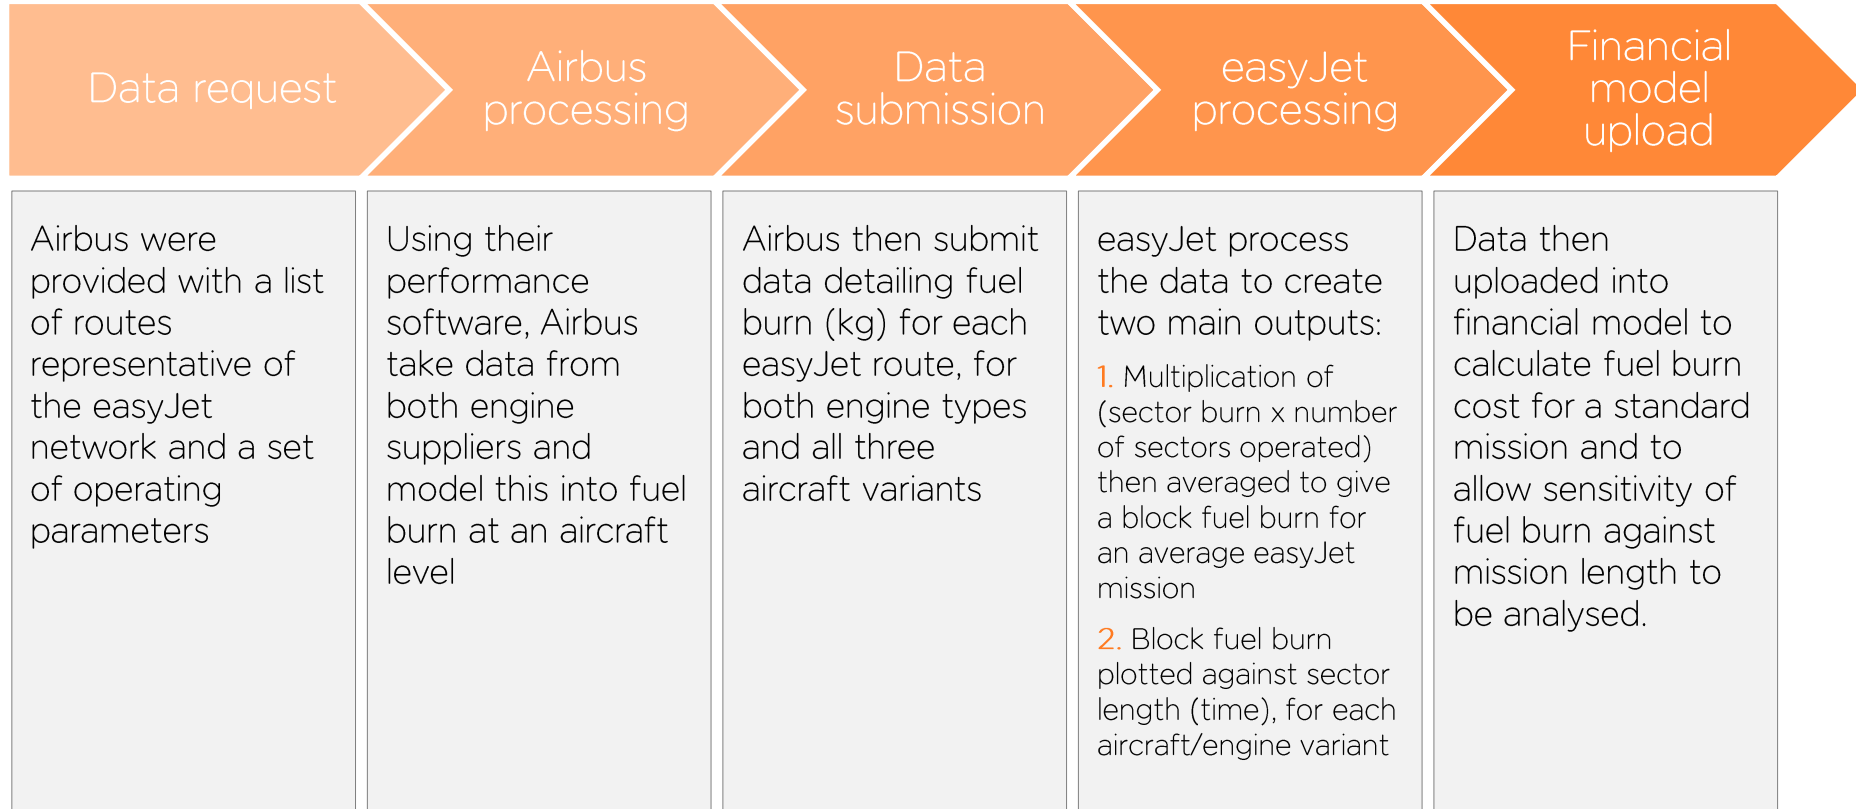 Data request
Airbus
processing
Data
submission
easyJet
processing
Financial
model
upload
Airbus were
provided with a list
of routes
representative of
the easyJet
network and a set
of operating
parameters
Using their
performance
software, Airbus
take data from
both engine
suppliers and
model this into fuel
burn at an aircraft
level
Airbus then submit
data detailing fuel
burn (kg) for each
easyJet route, for
both engine types
and all three
aircraft variants
easyJet process
the data to create
two main outputs:
1. Multiplication of
(sector burn x number
of sectors operated)
then averaged to give
a block fuel burn for
an average easyJet
mission
2. Block fuel burn
plotted against sector
length (time), for each
aircraft/engine variant
Data then
uploaded into
financial model to
calculate fuel burn
cost for a standard
mission and to
allow sensitivity of
fuel burn against
mission length to
be analysed.